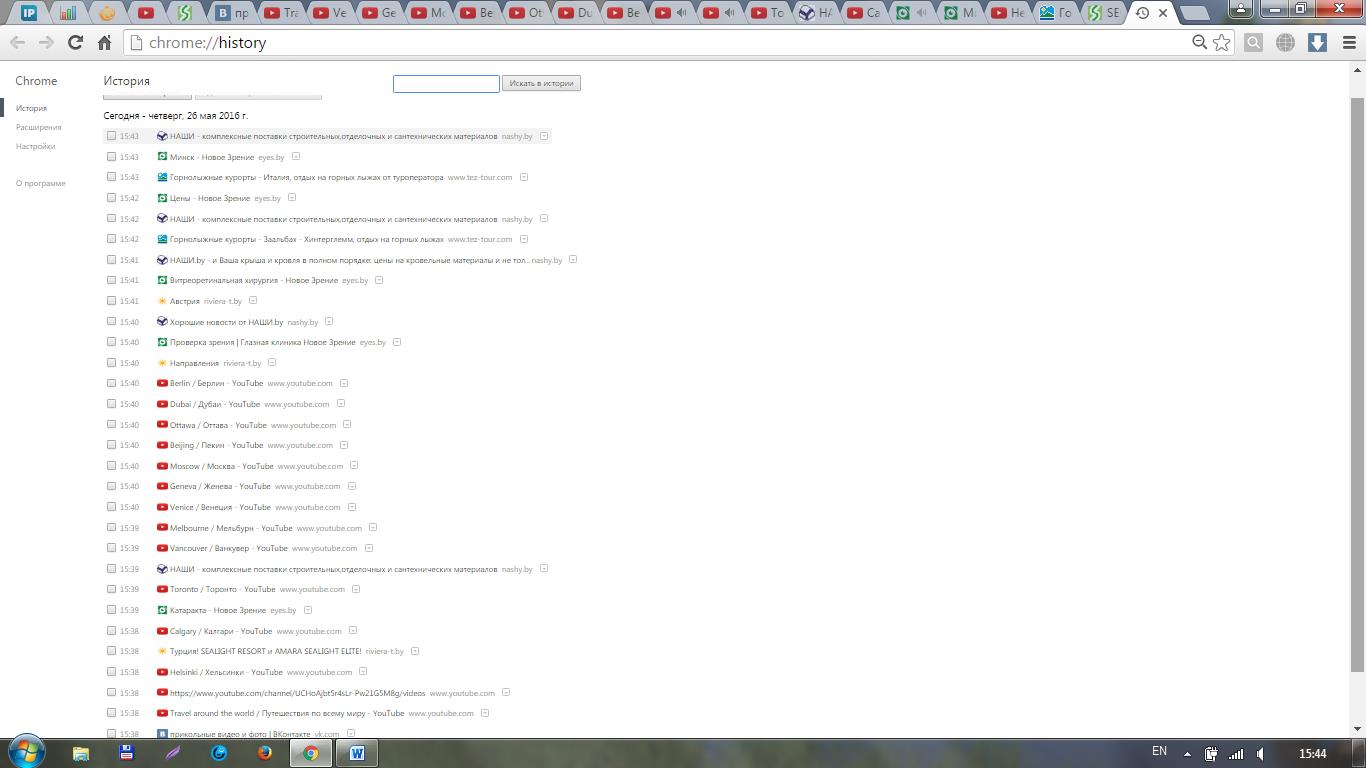 IP
пр
Tra
Ve
Ge
Mo
Be
Ot
Du
Be
To
НА
Ca
Mi
He
Го
SE
chrome://history
Chrome
История
Искать в истории
История
Расширения
Настройки
О программе
Сегодня - четверг, 26 мая 2016 г.
15:43 НАШИ - комплексные поставки строительных,отделочных и сантехнических материалов nashy.by
15:43 Минск - Новое Зрение eyes.by
15:43 Горнолыжные курорты - Италия, отдых на горных лыжах от туроператора www.tez-tour.com
15:42 Цены - Новое Зрение eyes.by
15:42 НАШИ - комплексные поставки строительных,отделочных и сантехнических материалов nashy.by
15:42 Горнолыжные курорты - Заальбах - Хинтерглемм, отдых на горных лыжах www.tez-tour.com
15:41 НАШИ.by - и Ваша крыша и кровля в полном порядке: цены на кровельные материалы и не тол... nashy.by
15:41 Витреоретинальная хирургия - Новое Зрение eyes.by
15:41 Австрия riviera-t.by
15:40 Хорошие новости от НАШИ.by nashy.by
15:40 Проверка зрения | Глазная клиника Новое Зрение eyes.by
15:40 Направления riviera-t.by
15:40 Berlin / Берлин - YouTube www.youtube.com
15:40 Dubai / Дубаи - YouTube www.youtube.com
15:40 Ottawa / Оттава - YouTube www.youtube.com
15:40 Beijing / Пекин - YouTube www.youtube.com
15:40 Moscow / Москва - YouTube www.youtube.com
15:40 Geneva / Женева - YouTube www.youtube.com
15:40 Venice / Венеция - YouTube www.youtube.com
15:39 Melbourne / Мельбурн - YouTube www.youtube.com
15:39 Vancouver / Ванкувер - YouTube www.youtube.com
15:39 НАШИ - комплексные поставки строительных,отделочных и сантехнических материалов nashy.by
15:39 Toronto / Торонто - YouTube www.youtube.com
15:39 Катаракта - Новое Зрение eyes.by
15:38 Calgary / Калгари - YouTube www.youtube.com
15:38 Турция! SEALIGHT RESORT и AMARA SEALIGHT ELITE! riviera-t.by
15:38 Helsinki / Хельсинки - YouTube www.youtube.com
15:38 https://www.youtube.com/channel/UCHoAjbt5r4sLr-Pw21G5M8g/videos www.youtube.com
15:38 Travel around the world / Путешествия по всему миру - YouTube www.youtube.com
15:38 прикольные видео и фото | ВКонтакте vk.com
EN
15:44